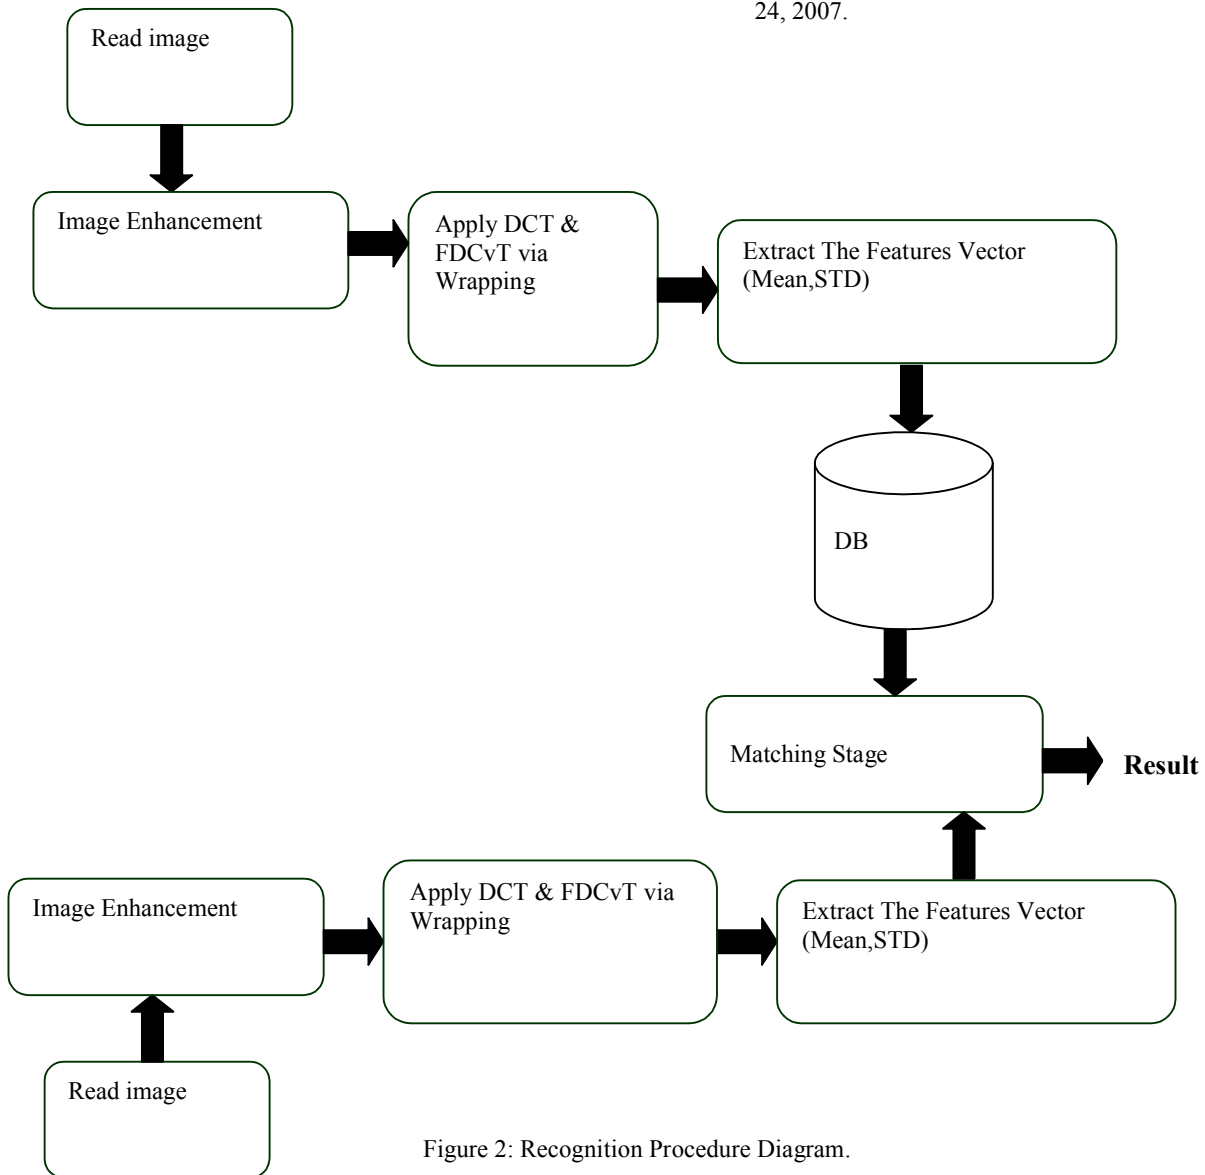 24, 2007.
Read image
Image Enhancement
Apply DCT &
FDCvT via
Wrapping
Extract The Features Vector
(Mean,STD)
DB
Matching Stage
Result
Image Enhancement
Apply DCT & FDCvT via
Wrapping
Extract The Features Vector
(Mean,STD)
Read image
Figure 2: Recognition Procedure Diagram.